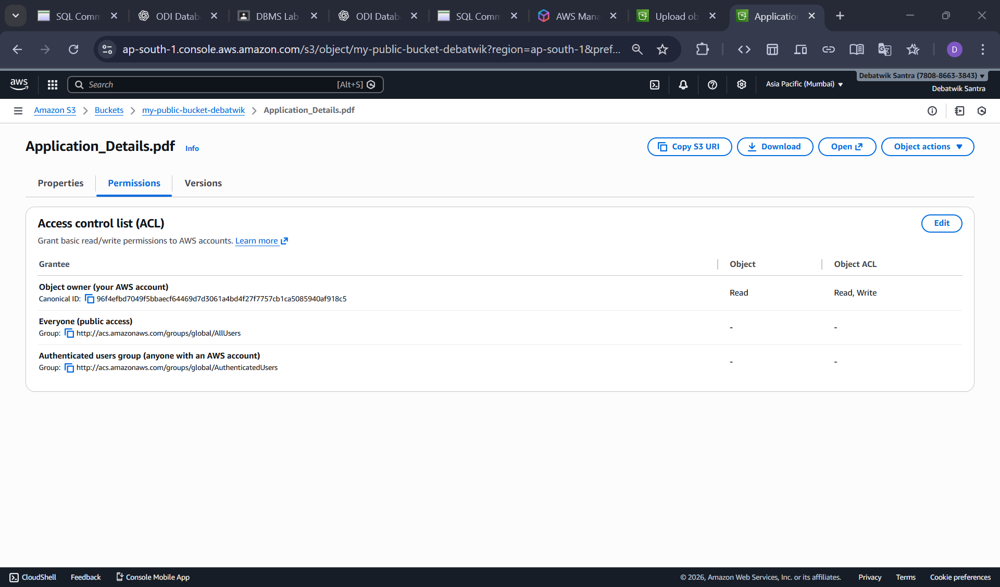 SQL Comm
ODI Datab
DBMS Lab
ODI Datab
SQL Comm
AWS Mana
Upload ob
Application
ap-south-1.console.aws.amazon.com/s3/object/my-public-bucket-debatwik?region=ap-south-1&pref...
D
aws
Search
[Alt+S]
Asia Pacific (Mumbai)
Debatwik Santra (7808-8663-3843)
Debatwik Santra
Amazon S3 > Buckets > my-public-bucket-debatwik > Application_Details.pdf
Application_Details.pdf Info
Copy S3 URI
Download
Open
Object actions
Properties
Permissions
Versions
Access control list (ACL)
Edit
Grant basic read/write permissions to AWS accounts. Learn more
Grantee Object Object ACL
Object owner (your AWS account)
Canonical ID: 96f4efbd7049f5bbaecf64469d7d3061a4bd4f27f7757cb1ca5085940af918c5
Read Read, Write
Everyone (public access)
Group: http://acs.amazonaws.com/groups/global/AllUsers
- -
Authenticated users group (anyone with an AWS account)
Group: http://acs.amazonaws.com/groups/global/AuthenticatedUsers
- -
CloudShell Feedback Console Mobile App
© 2026, Amazon Web Services, Inc. or its affiliates. Privacy Terms Cookie preferences